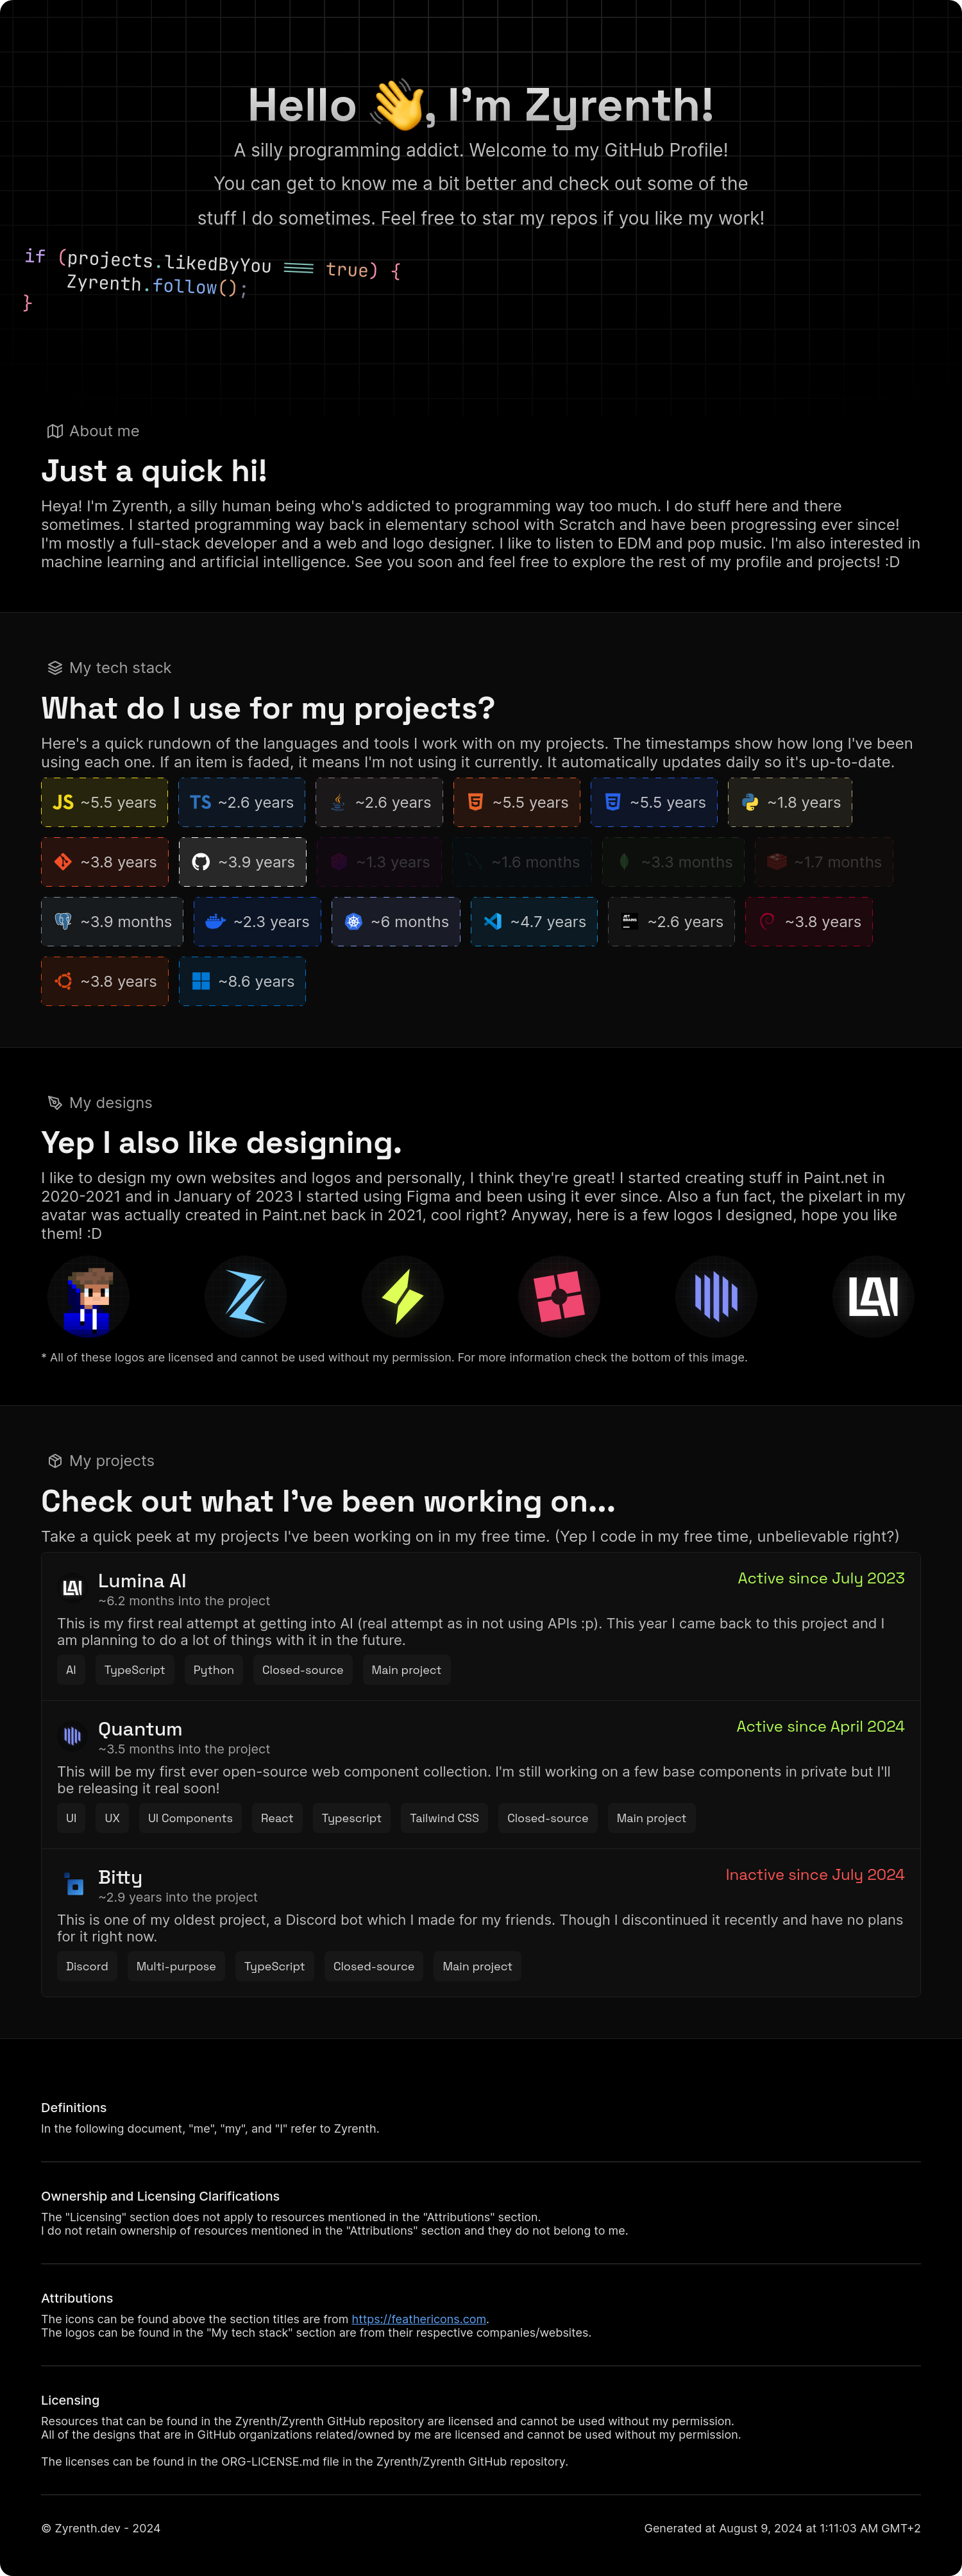 Hello 👋, I'm Zyrenth!
A silly programming addict. Welcome to my GitHub Profile!
You can get to know me a bit better and check out some of the
stuff I do sometimes. Feel free to star my repos if you like my work!
if (projects.likedByYou === true) {
Zyrenth.follow();
}
About me
Just a quick hi!
Heya! I'm Zyrenth, a silly human being who's addicted to programming way too much. I do stuff here and there
sometimes. I started programming way back in elementary school with Scratch and have been progressing ever since!
I'm mostly a full-stack developer and a web and logo designer. I like to listen to EDM and pop music. I'm also interested in
machine learning and artificial intelligence. See you soon and feel free to explore the rest of my profile and projects! :D
My tech stack
What do I use for my projects?
Here's a quick rundown of the languages and tools I work with on my projects. The timestamps show how long I've been
using each one. If an item is faded, it means I'm not using it currently. It automatically updates daily so it's up-to-date.
JS ~5.5 years TS ~2.6 years ~2.6 years ~5.5 years ~5.5 years ~1.8 years
~3.8 years ~3.9 years ~1.3 years ~1.6 months ~3.3 months ~1.7 months
~3.9 months ~2.3 years ~6 months ~4.7 years ~2.6 years ~3.8 years
~3.8 years ~8.6 years
My designs
Yep I also like designing.
I like to design my own websites and logos and personally, I think they're great! I started creating stuff in Paint.net in
2020-2021 and in January of 2023 I started using Figma and been using it ever since. Also a fun fact, the pixelart in my
avatar was actually created in Paint.net back in 2021, cool right? Anyway, here is a few logos I designed, hope you like
them! :D
LAI
* All of these logos are licensed and cannot be used without my permission. For more information check the bottom of this image.
My projects
Check out what I've been working on...
Take a quick peek at my projects I've been working on in my free time. (Yep I code in my free time, unbelievable right?)
LAI Lumina AI Active since July 2023
~6.2 months into the project
This is my first real attempt at getting into AI (real attempt as in not using APIs :p). This year I came back to this project and I
am planning to do a lot of things with it in the future.
AI TypeScript Python Closed-source Main project
Quantum Active since April 2024
~3.5 months into the project
This will be my first ever open-source web component collection. I'm still working on a few base components in private but I'll
be releasing it real soon!
UI UX UI Components React Typescript Tailwind CSS Closed-source Main project
Bitty Inactive since July 2024
~2.9 years into the project
This is one of my oldest project, a Discord bot which I made for my friends. Though I discontinued it recently and have no plans
for it right now.
Discord Multi-purpose TypeScript Closed-source Main project
Definitions
In the following document, "me", "my", and "I" refer to Zyrenth.
Ownership and Licensing Clarifications
The "Licensing" section does not apply to resources mentioned in the "Attributions" section.
I do not retain ownership of resources mentioned in the "Attributions" section and they do not belong to me.
Attributions
The icons can be found above the section titles are from https://feathericons.com.
The logos can be found in the "My tech stack" section are from their respective companies/websites.
Licensing
Resources that can be found in the Zyrenth/Zyrenth GitHub repository are licensed and cannot be used without my permission.
All of the designs that are in GitHub organizations related/owned by me are licensed and cannot be used without my permission.
The licenses can be found in the ORG-LICENSE.md file in the Zyrenth/Zyrenth GitHub repository.
© Zyrenth.dev - 2024 Generated at August 9, 2024 at 1:11:03 AM GMT+2